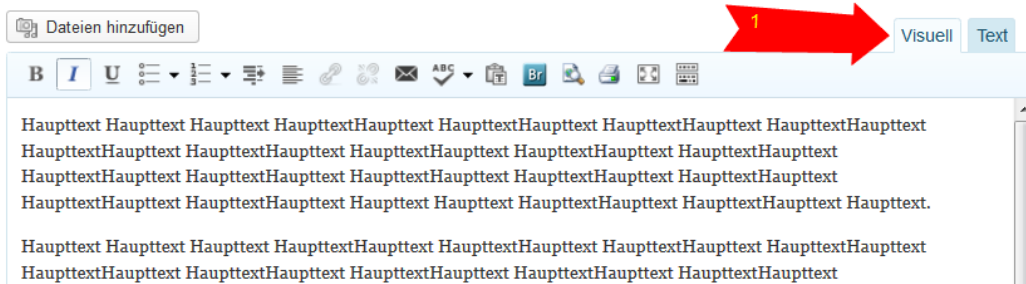 Dateien hinzufügen
1
Visuell Text
B I U ABC Br
Haupttext Haupttext Haupttext HaupttextHaupttext HaupttextHaupttext HaupttextHaupttext HaupttextHaupttext
HaupttextHaupttext HaupttextHaupttext HaupttextHaupttext HaupttextHaupttext HaupttextHaupttext
HaupttextHaupttext HaupttextHaupttext HaupttextHaupttext HaupttextHaupttext HaupttextHaupttext
HaupttextHaupttext HaupttextHaupttext Haupttext Haupttext HaupttextHaupttext HaupttextHaupttext Haupttext.
Haupttext Haupttext Haupttext HaupttextHaupttext HaupttextHaupttext HaupttextHaupttext HaupttextHaupttext
HaupttextHaupttext HaupttextHaupttext HaupttextHaupttext HaupttextHaupttext HaupttextHaupttext